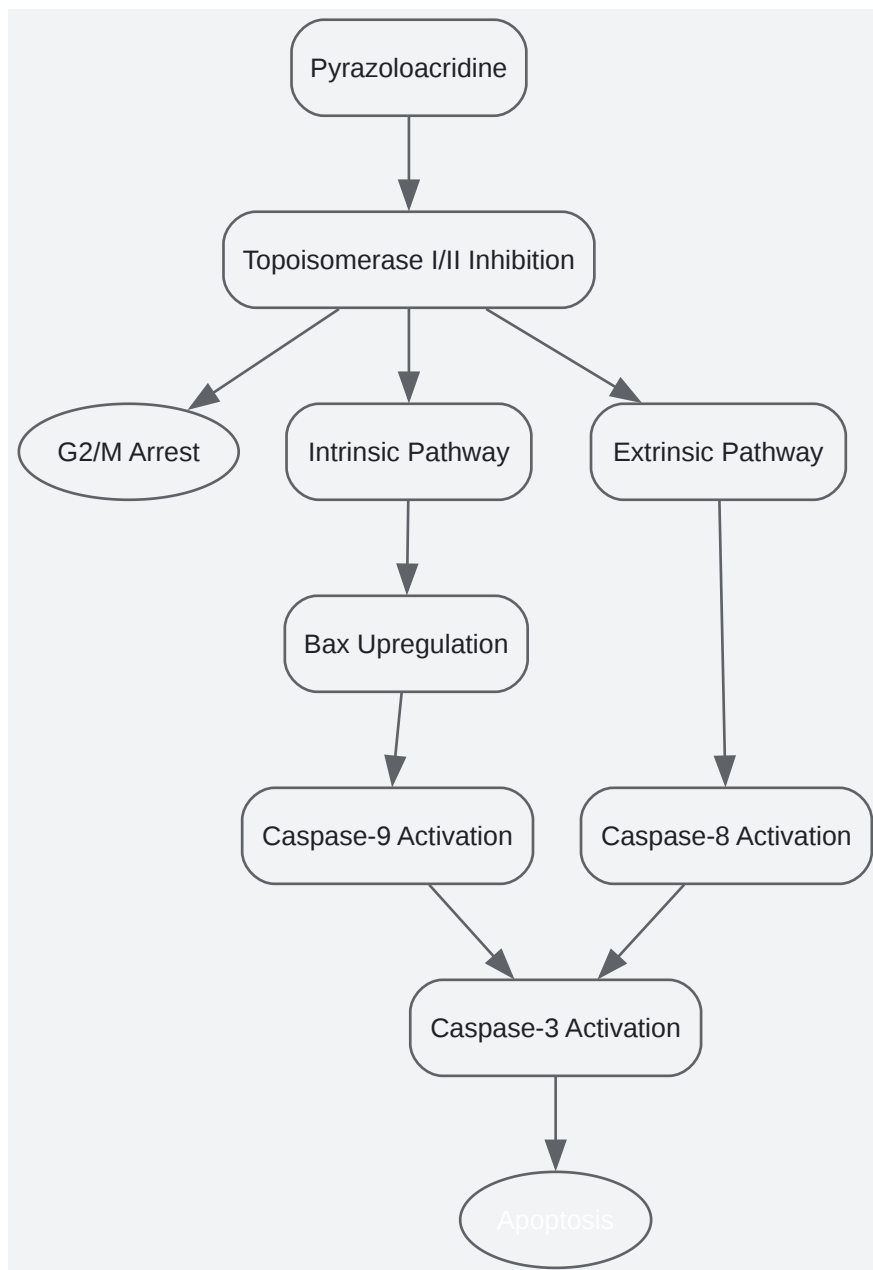 Pyrazoloacridine
Topoisomerase I/II Inhibition
G2/M Arrest
Intrinsic Pathway
Extrinsic Pathway
Bax Upregulation
Caspase-9 Activation
Caspase-8 Activation
Caspase-3 Activation
Apoptosis